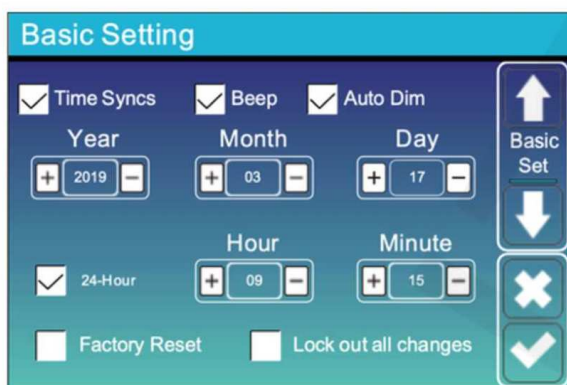 Basic Setting
Time Syncs Beep Auto Dim
Year Month Day
+ 2019 − + 03 − + 17 −
Basic
Set
Hour Minute
24-Hour + 09 − + 15 −
Factory Reset Lock out all changes